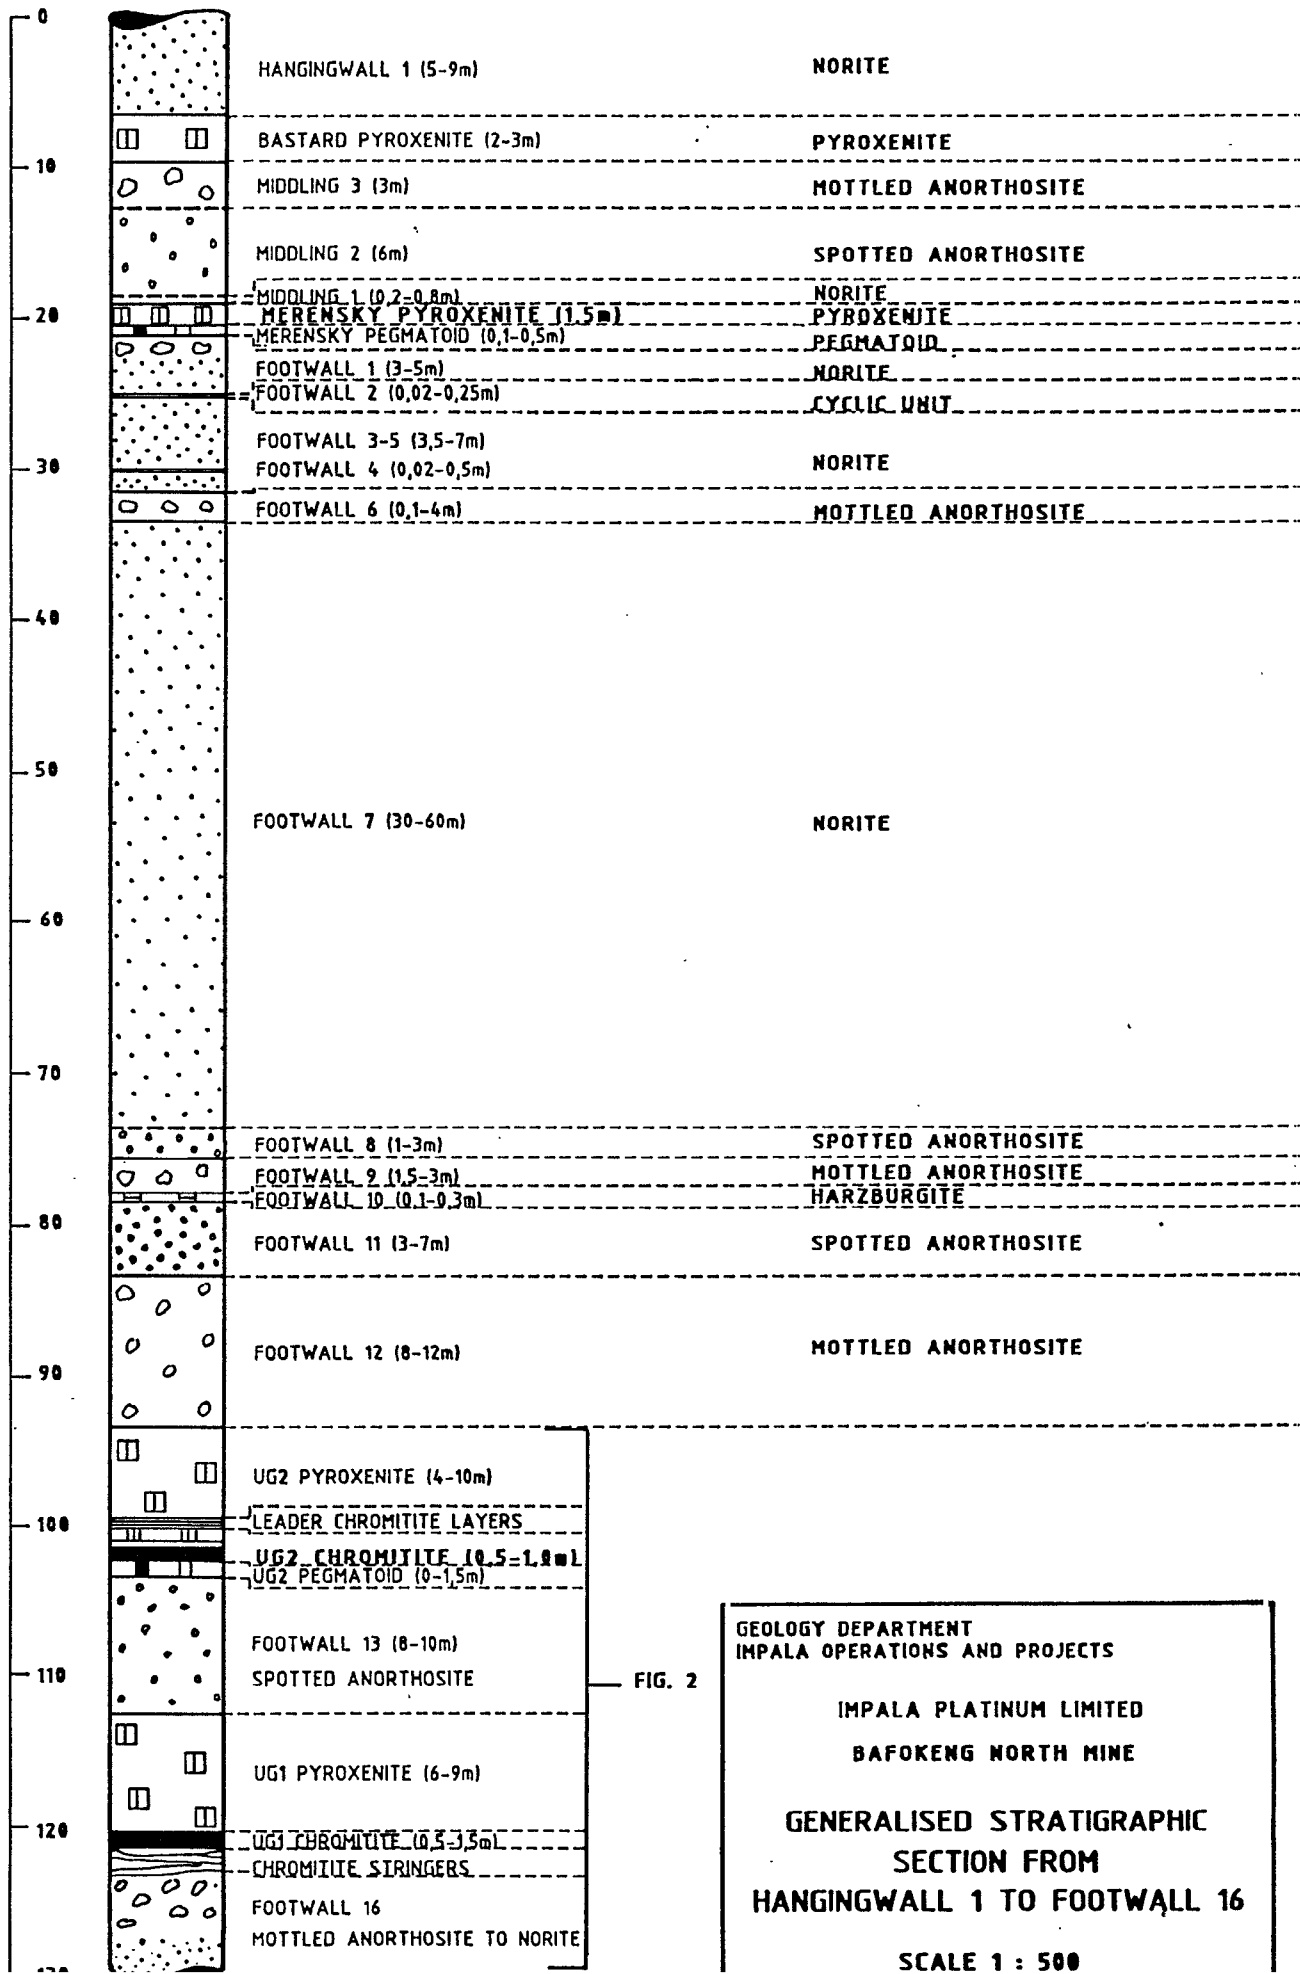 0
HANGINGWALL 1 (5-9m) NORITE
BASTARD PYROXENITE (2-3m) PYROXENITE
10
MIDDLING 3 (3m) MOTTLED ANORTHOSITE
MIDDLING 2 (6m) SPOTTED ANORTHOSITE
MIDDLING 1 (0,2-0,8m) NORITE
20 MERENSKY PYROXENITE (1.5m) PYROXENITE
MERENSKY PEGMATOID (0,1-0,5m) PEGMATOID
FOOTWALL 1 (3-5m) NORITE
FOOTWALL 2 (0,02-0,25m) CYCLIC UNIT
FOOTWALL 3-5 (3,5-7m)
30 FOOTWALL 4 (0,02-0,5m) NORITE
FOOTWALL 6 (0,1-4m) MOTTLED ANORTHOSITE
40
50
FOOTWALL 7 (30-60m) NORITE
60
70
FOOTWALL 8 (1-3m) SPOTTED ANORTHOSITE
FOOTWALL 9 (1.5-3m) MOTTLED ANORTHOSITE
FOOTWALL 10 (0.1-0.3m) HARZBURGITE
80
FOOTWALL 11 (3-7m) SPOTTED ANORTHOSITE
FOOTWALL 12 (8-12m) MOTTLED ANORTHOSITE
90
UG2 PYROXENITE (4-10m)
100 LEADER CHROMITITE LAYERS
UG2 CHROMITITE (0.5-1.0m)
UG2 PEGMATOID (0-1,5m)
FOOTWALL 13 (8-10m)
110 SPOTTED ANORTHOSITE
FIG. 2
UG1 PYROXENITE (6-9m)
120
UG1 CHROMITITE (0,5-1,5m)
CHROMITITE STRINGERS
FOOTWALL 16
MOTTLED ANORTHOSITE TO NORITE
130
GEOLOGY DEPARTMENT
IMPALA OPERATIONS AND PROJECTS
IMPALA PLATINUM LIMITED
BAFOKENG NORTH MINE
GENERALISED STRATIGRAPHIC
SECTION FROM
HANGINGWALL 1 TO FOOTWALL 16
SCALE 1 : 500